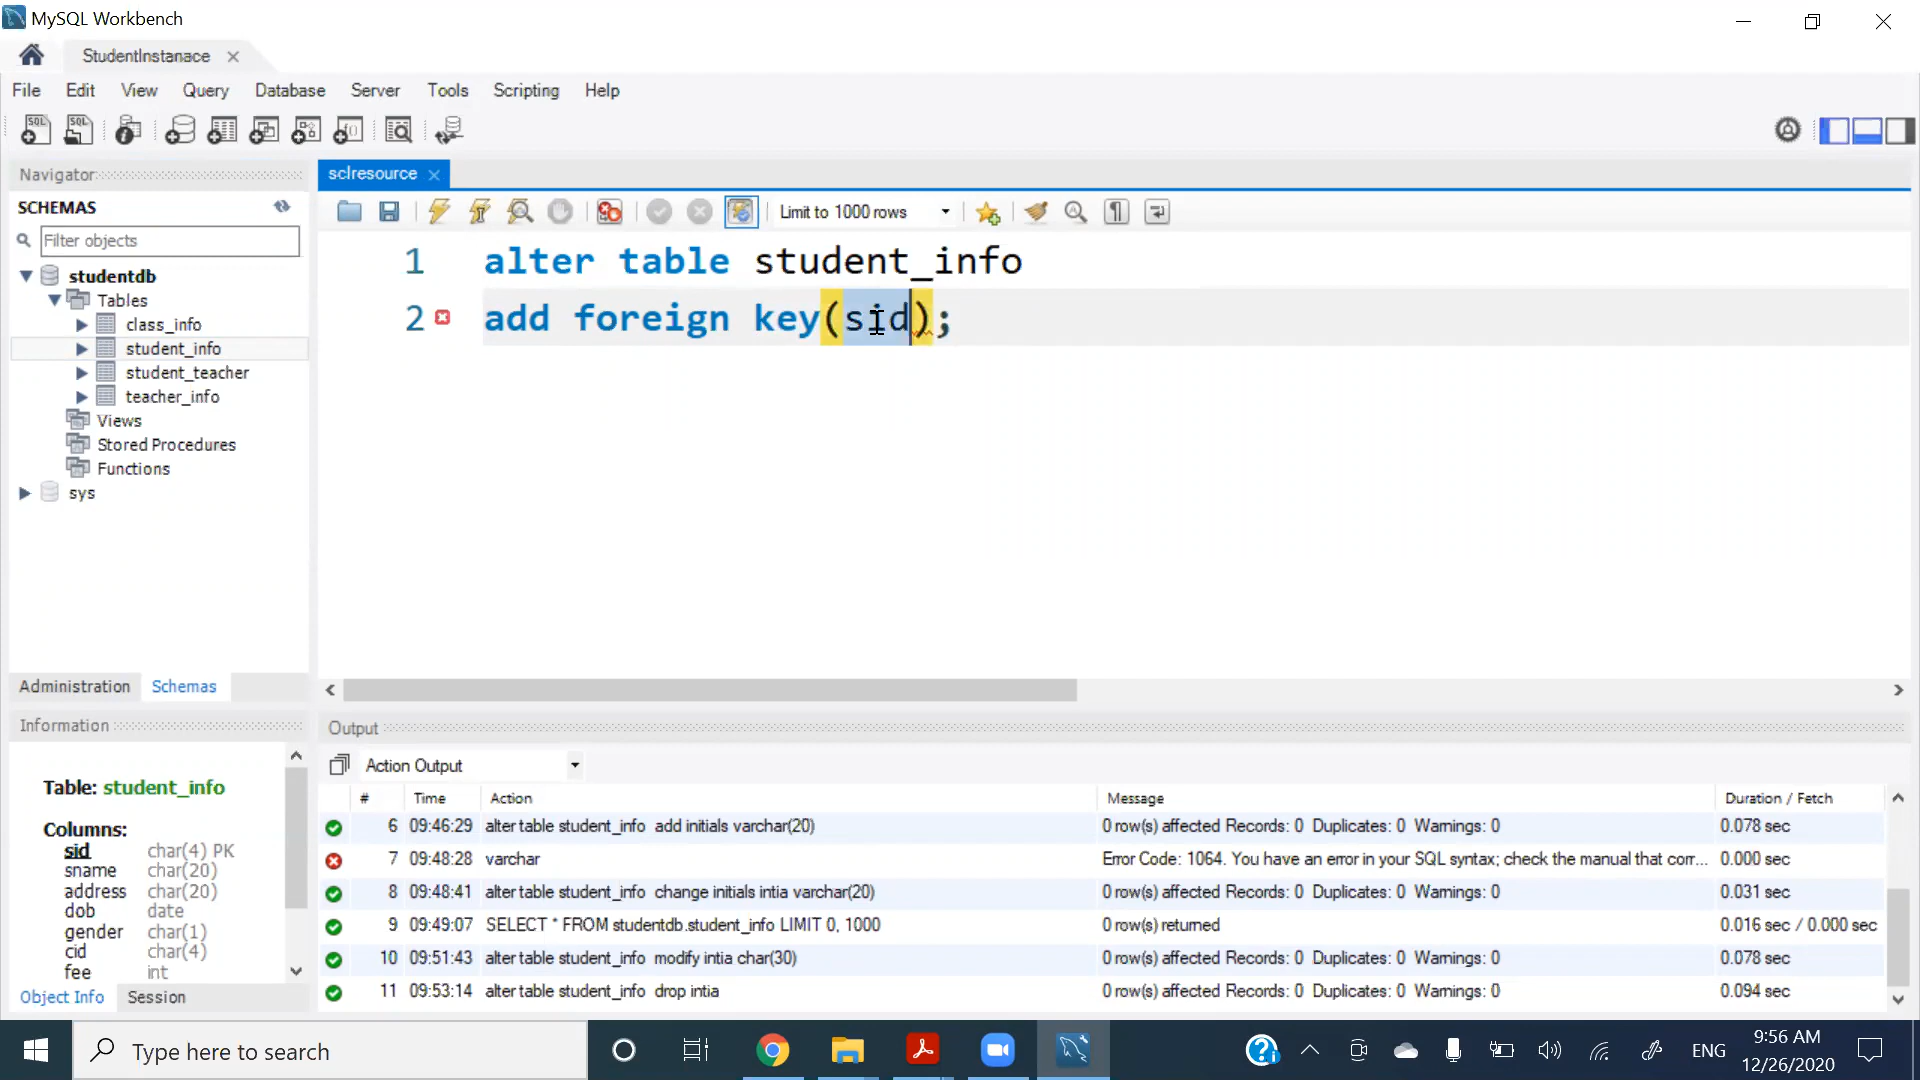 MySQL Workbench
StudentInstanace
File Edit View Query Database Server Tools Scripting Help
Navigator
SCHEMAS
Filter objects
studentdb
Tables
class_info
student_info
student_teacher
teacher_info
Views
Stored Procedures
Functions
sys
Administration Schemas
Information
Table: student_info
Columns:
sid char(4) PK
sname char(20)
address char(20)
dob date
gender char(1)
cid char(4)
fee int
Object Info Session
sclresource
Limit to 1000 rows
1 alter table student_info
2 add foreign key(sid);
Output
Action Output
# Time Action Message Duration / Fetch
6 09:46:29 alter table student_info add initials varchar(20) 0 row(s) affected Records: 0 Duplicates: 0 Warnings: 0 0.078 sec
7 09:48:28 varchar Error Code: 1064. You have an error in your SQL syntax; check the manual that corr... 0.000 sec
8 09:48:41 alter table student_info change initials intia varchar(20) 0 row(s) affected Records: 0 Duplicates: 0 Warnings: 0 0.031 sec
9 09:49:07 SELECT * FROM studentdb.student_info LIMIT 0, 1000 0 row(s) returned 0.016 sec / 0.000 sec
10 09:51:43 alter table student_info modify intia char(30) 0 row(s) affected Records: 0 Duplicates: 0 Warnings: 0 0.078 sec
11 09:53:14 alter table student_info drop intia 0 row(s) affected Records: 0 Duplicates: 0 Warnings: 0 0.094 sec
Type here to search
ENG
9:56 AM
12/26/2020